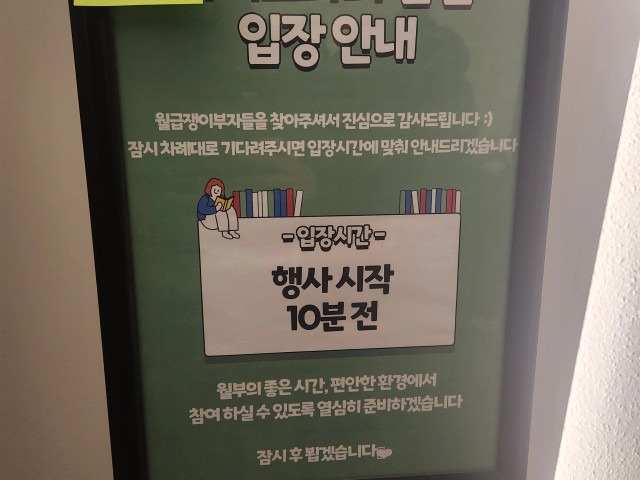 입장 안내
월급쟁이부자들을 찾아주셔서 진심으로 감사드립니다 :)
잠시 차례대로 기다려주시면 입장시간에 맞춰 안내드리겠습니다
- 입장시간 -
행사 시작
10분 전
월부의 좋은 시간, 편안한 환경에서
참여 하실 수 있도록 열심히 준비하겠습니다
잠시 후 뵙겠습니다